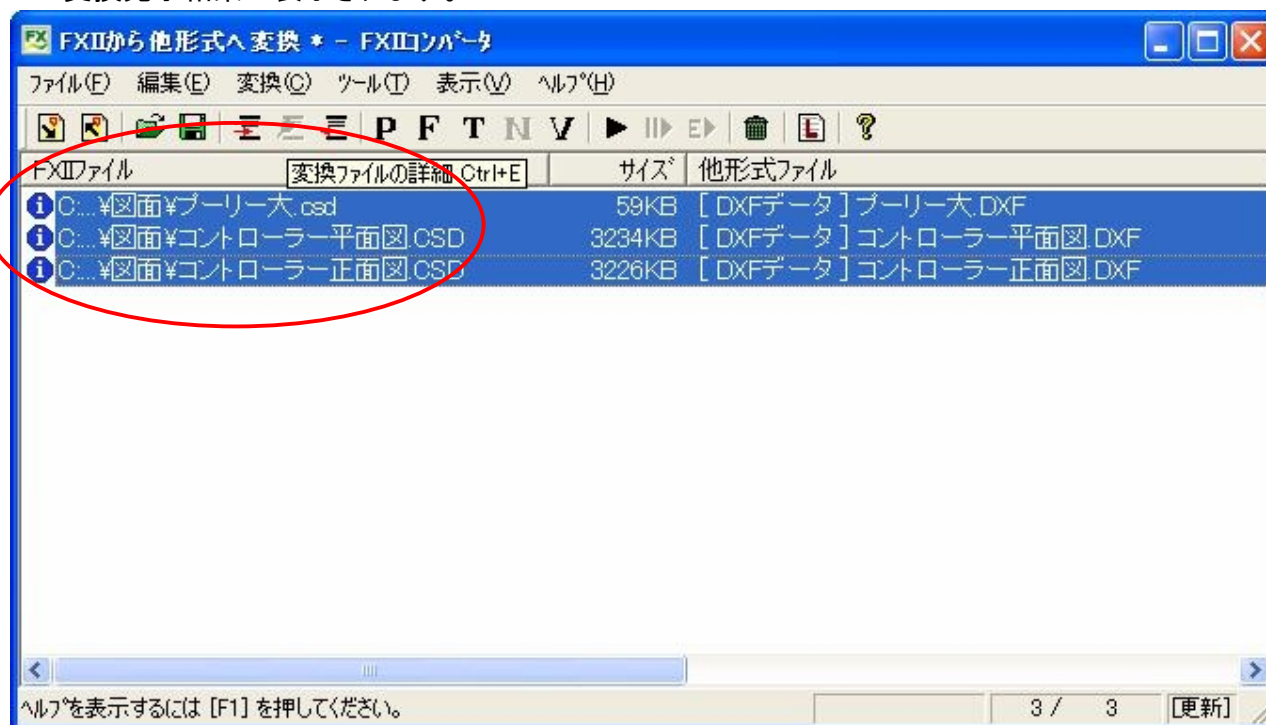 FXIIから他形式へ変換 * - FXIIコンバータ
ファイル(F) 編集(E) 変換(C) ツール(T) 表示(V) ヘルプ(H)
P F T N V
FXIIファイル サイズ 他形式ファイル
変換ファイルの詳細 Ctrl+E
C:...¥図面¥プーリー大.csd 59KB [ DXFデータ ] プーリー大.DXF
C:...¥図面¥コントローラー平面図.CSD 3234KB [ DXFデータ ] コントローラー平面図.DXF
C:...¥図面¥コントローラー正面図.CSD 3226KB [ DXFデータ ] コントローラー正面図.DXF
ヘルプを表示するには [F1] を押してください。 3 / 3 [更新]